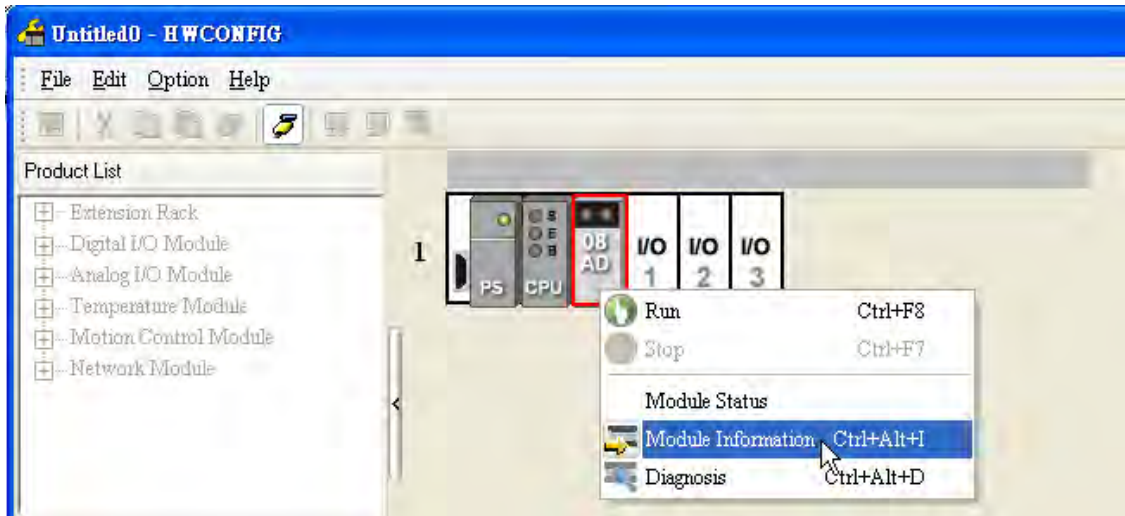 Untitled0 - HWCONFIG
File Edit Option Help
Product List
Extension Rack
Digital I/O Module
Analog I/O Module
Temperature Module
Motion Control Module
Network Module
1
PS
CPU
S
E
B
08
AD
I/O
1
I/O
2
I/O
3
Run Ctrl+F8
Stop Ctrl+F7
Module Status
Module Information Ctrl+Alt+I
Diagnosis Ctrl+Alt+D